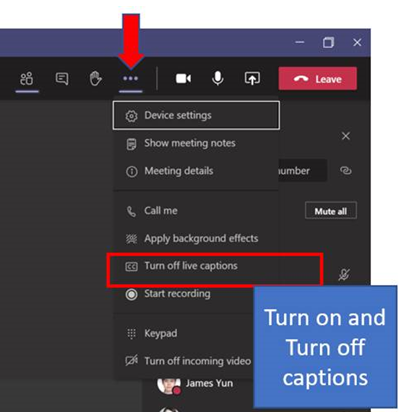 Leave
Device settings
Show meeting notes
Meeting details
umber
Call me
Mute all
Apply background effects
CC Turn off live captions
Start recording
Keypad
Turn off incoming video
James Yun
Turn on and
Turn off
captions